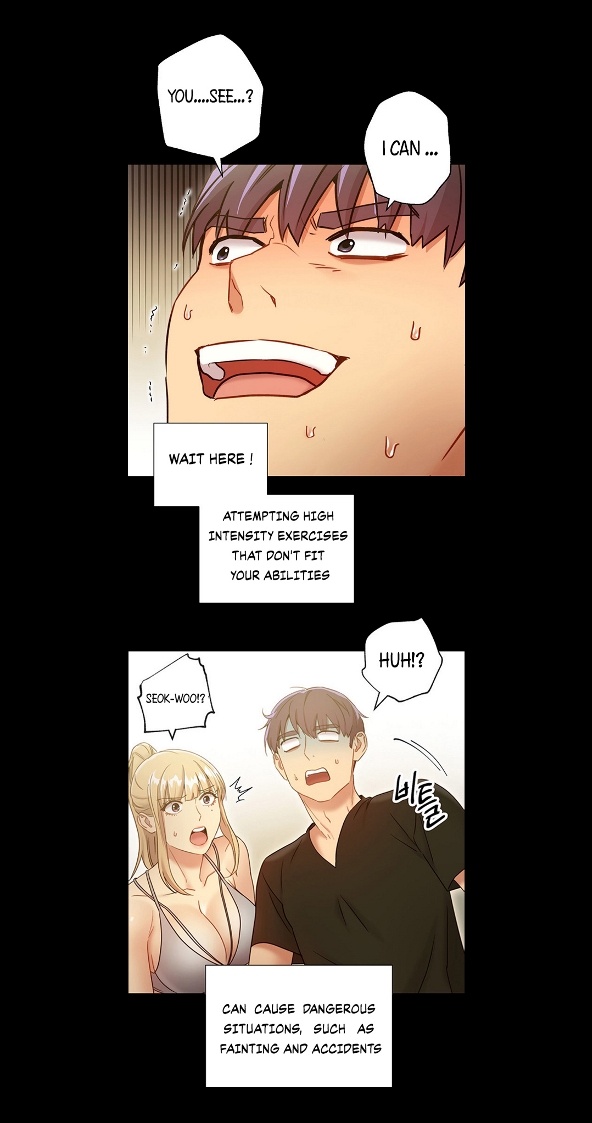 YOU....SEE...?
I CAN ...
WAIT HERE !
ATTEMPTING HIGH
INTENSITY EXERCISES
THAT DON'T FIT
YOUR ABILITIES
HUH!?
SEOK-WOO!?
비틀
CAN CAUSE DANGEROUS
SITUATIONS, SUCH AS
FAINTING AND ACCIDENTS